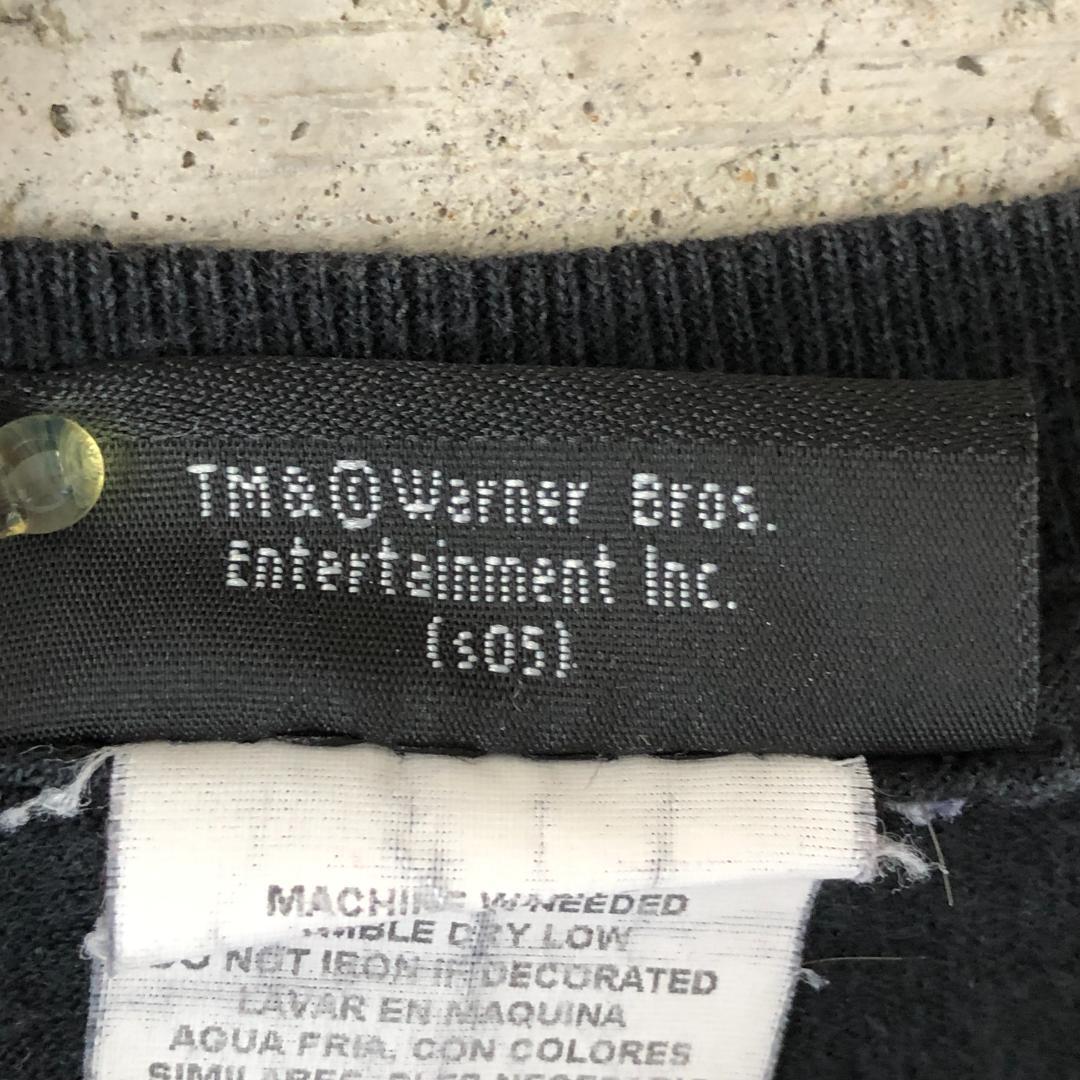 TM & © Warner Bros.
Entertainment Inc.
(s05)
MACHINE NEEDED
DRY LOW
DO NOT IRON IF DECORATED
LAVAR EN MAQUINA
AGUA FRIA, CON COLORES